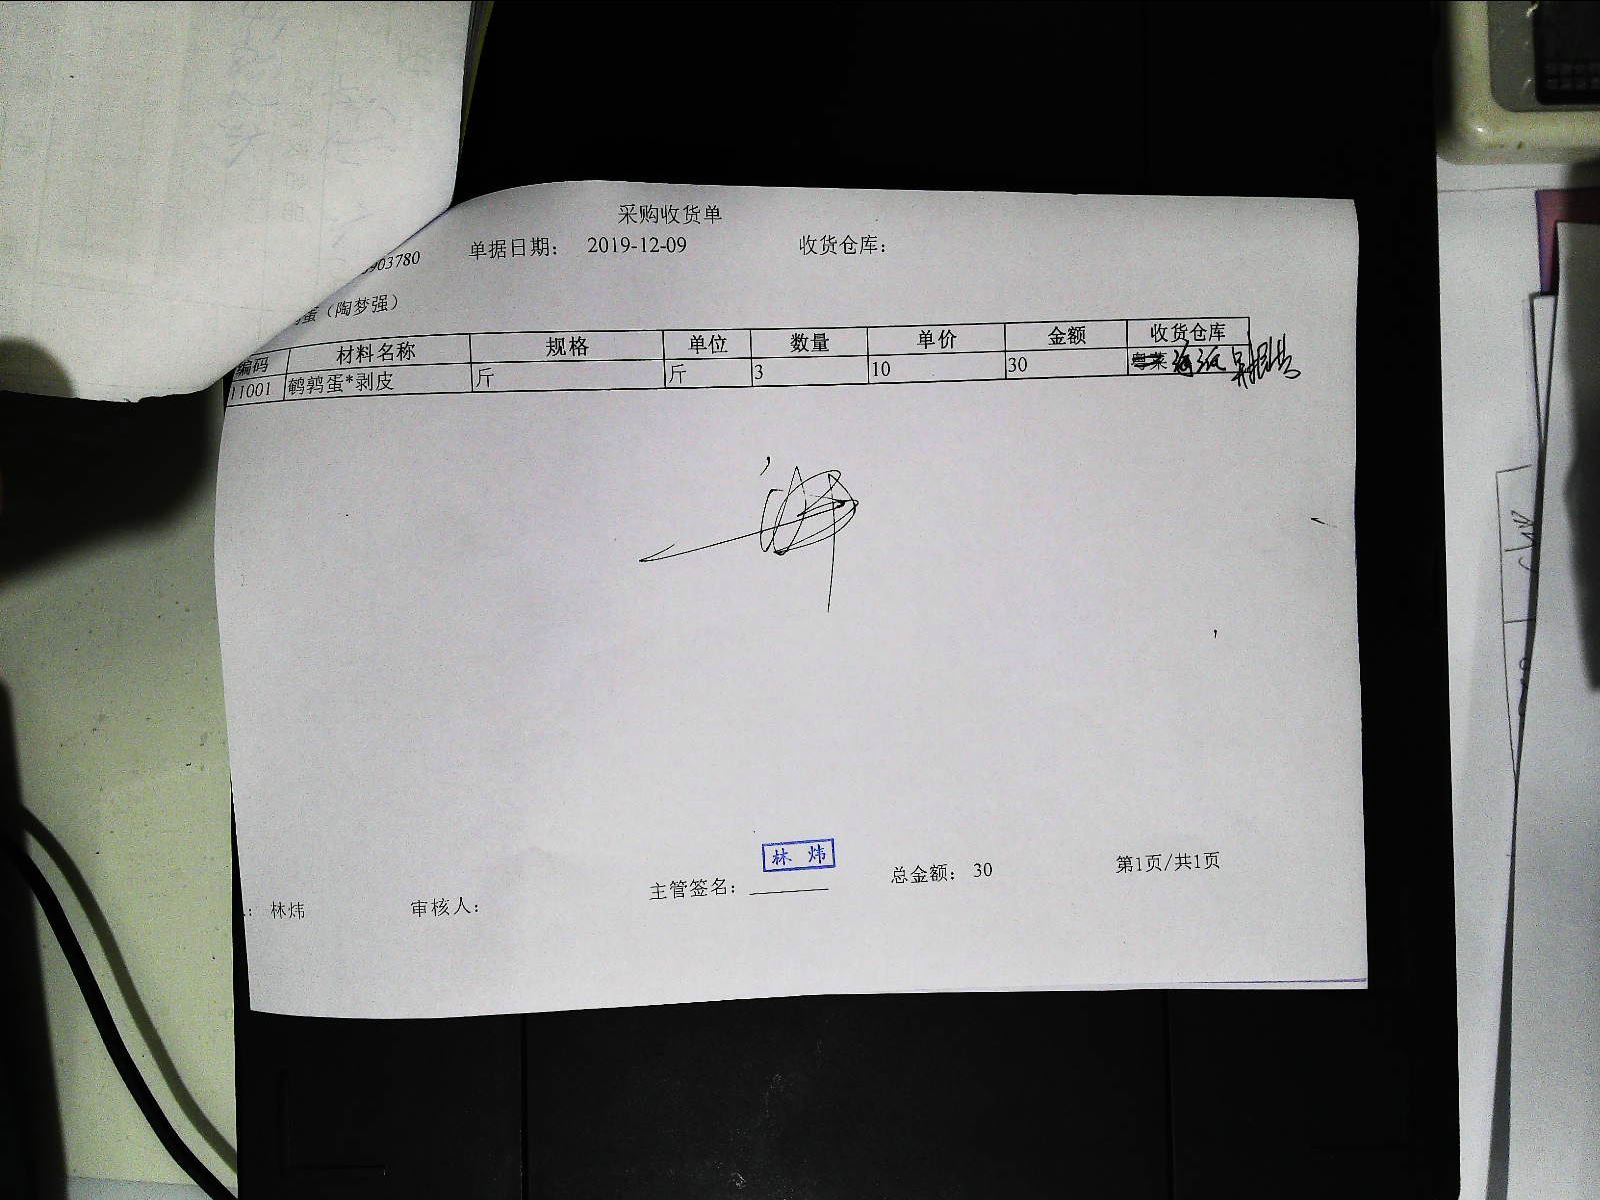 采购收货单
903780 单据日期： 2019-12-09 收货仓库：
蛋（陶梦强）
编码 材料名称 规格 单位 数量 单价 金额 收货仓库
11001 鹌鹑蛋*剥皮 斤 斤 3 10 30 粤菜
林 炜
：林炜 审核人： 主管签名： 总金额： 30 第1页/共1页